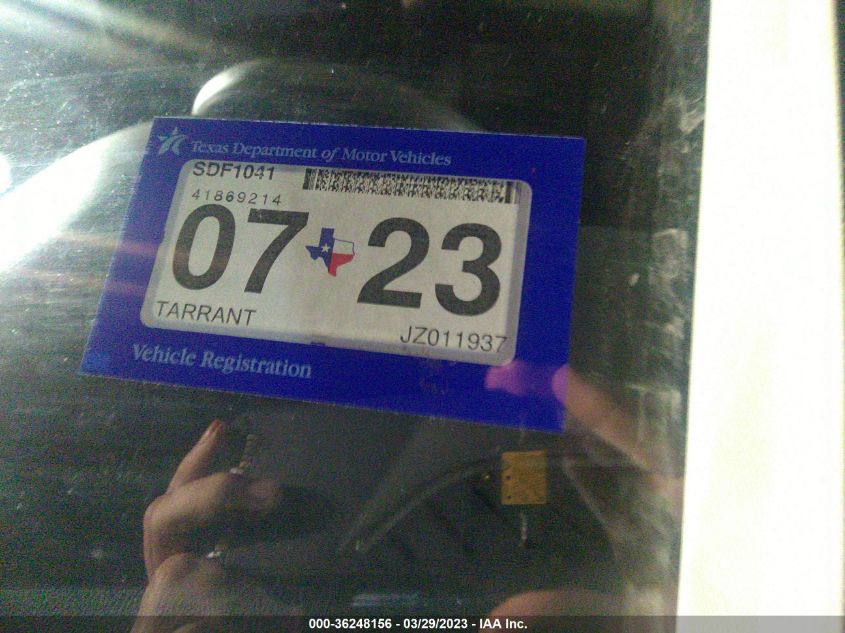 Texas Department of Motor Vehicles
SDF1041
41869214
07 23
TARRANT
JZ011937
Vehicle Registration
000-36248156 - 03/29/2023 - IAA Inc.